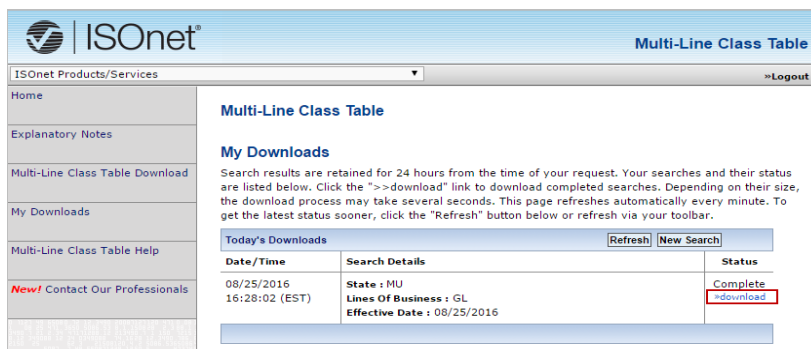 ISOnet®
Multi-Line Class Table
ISOnet Products/Services
»Logout
Home
Explanatory Notes
Multi-Line Class Table Download
My Downloads
Multi-Line Class Table Help
New! Contact Our Professionals
Multi-Line Class Table
My Downloads
Search results are retained for 24 hours from the time of your request. Your searches and their status
are listed below. Click the ">>download" link to download completed searches. Depending on their size,
the download process may take several seconds. This page refreshes automatically every minute. To
get the latest status sooner, click the "Refresh" button below or refresh via your toolbar.
Today's Downloads Refresh New Search
Date/Time Search Details Status
08/25/2016 State : MU Complete
16:28:02 (EST) Lines Of Business : GL »download
Effective Date : 08/25/2016